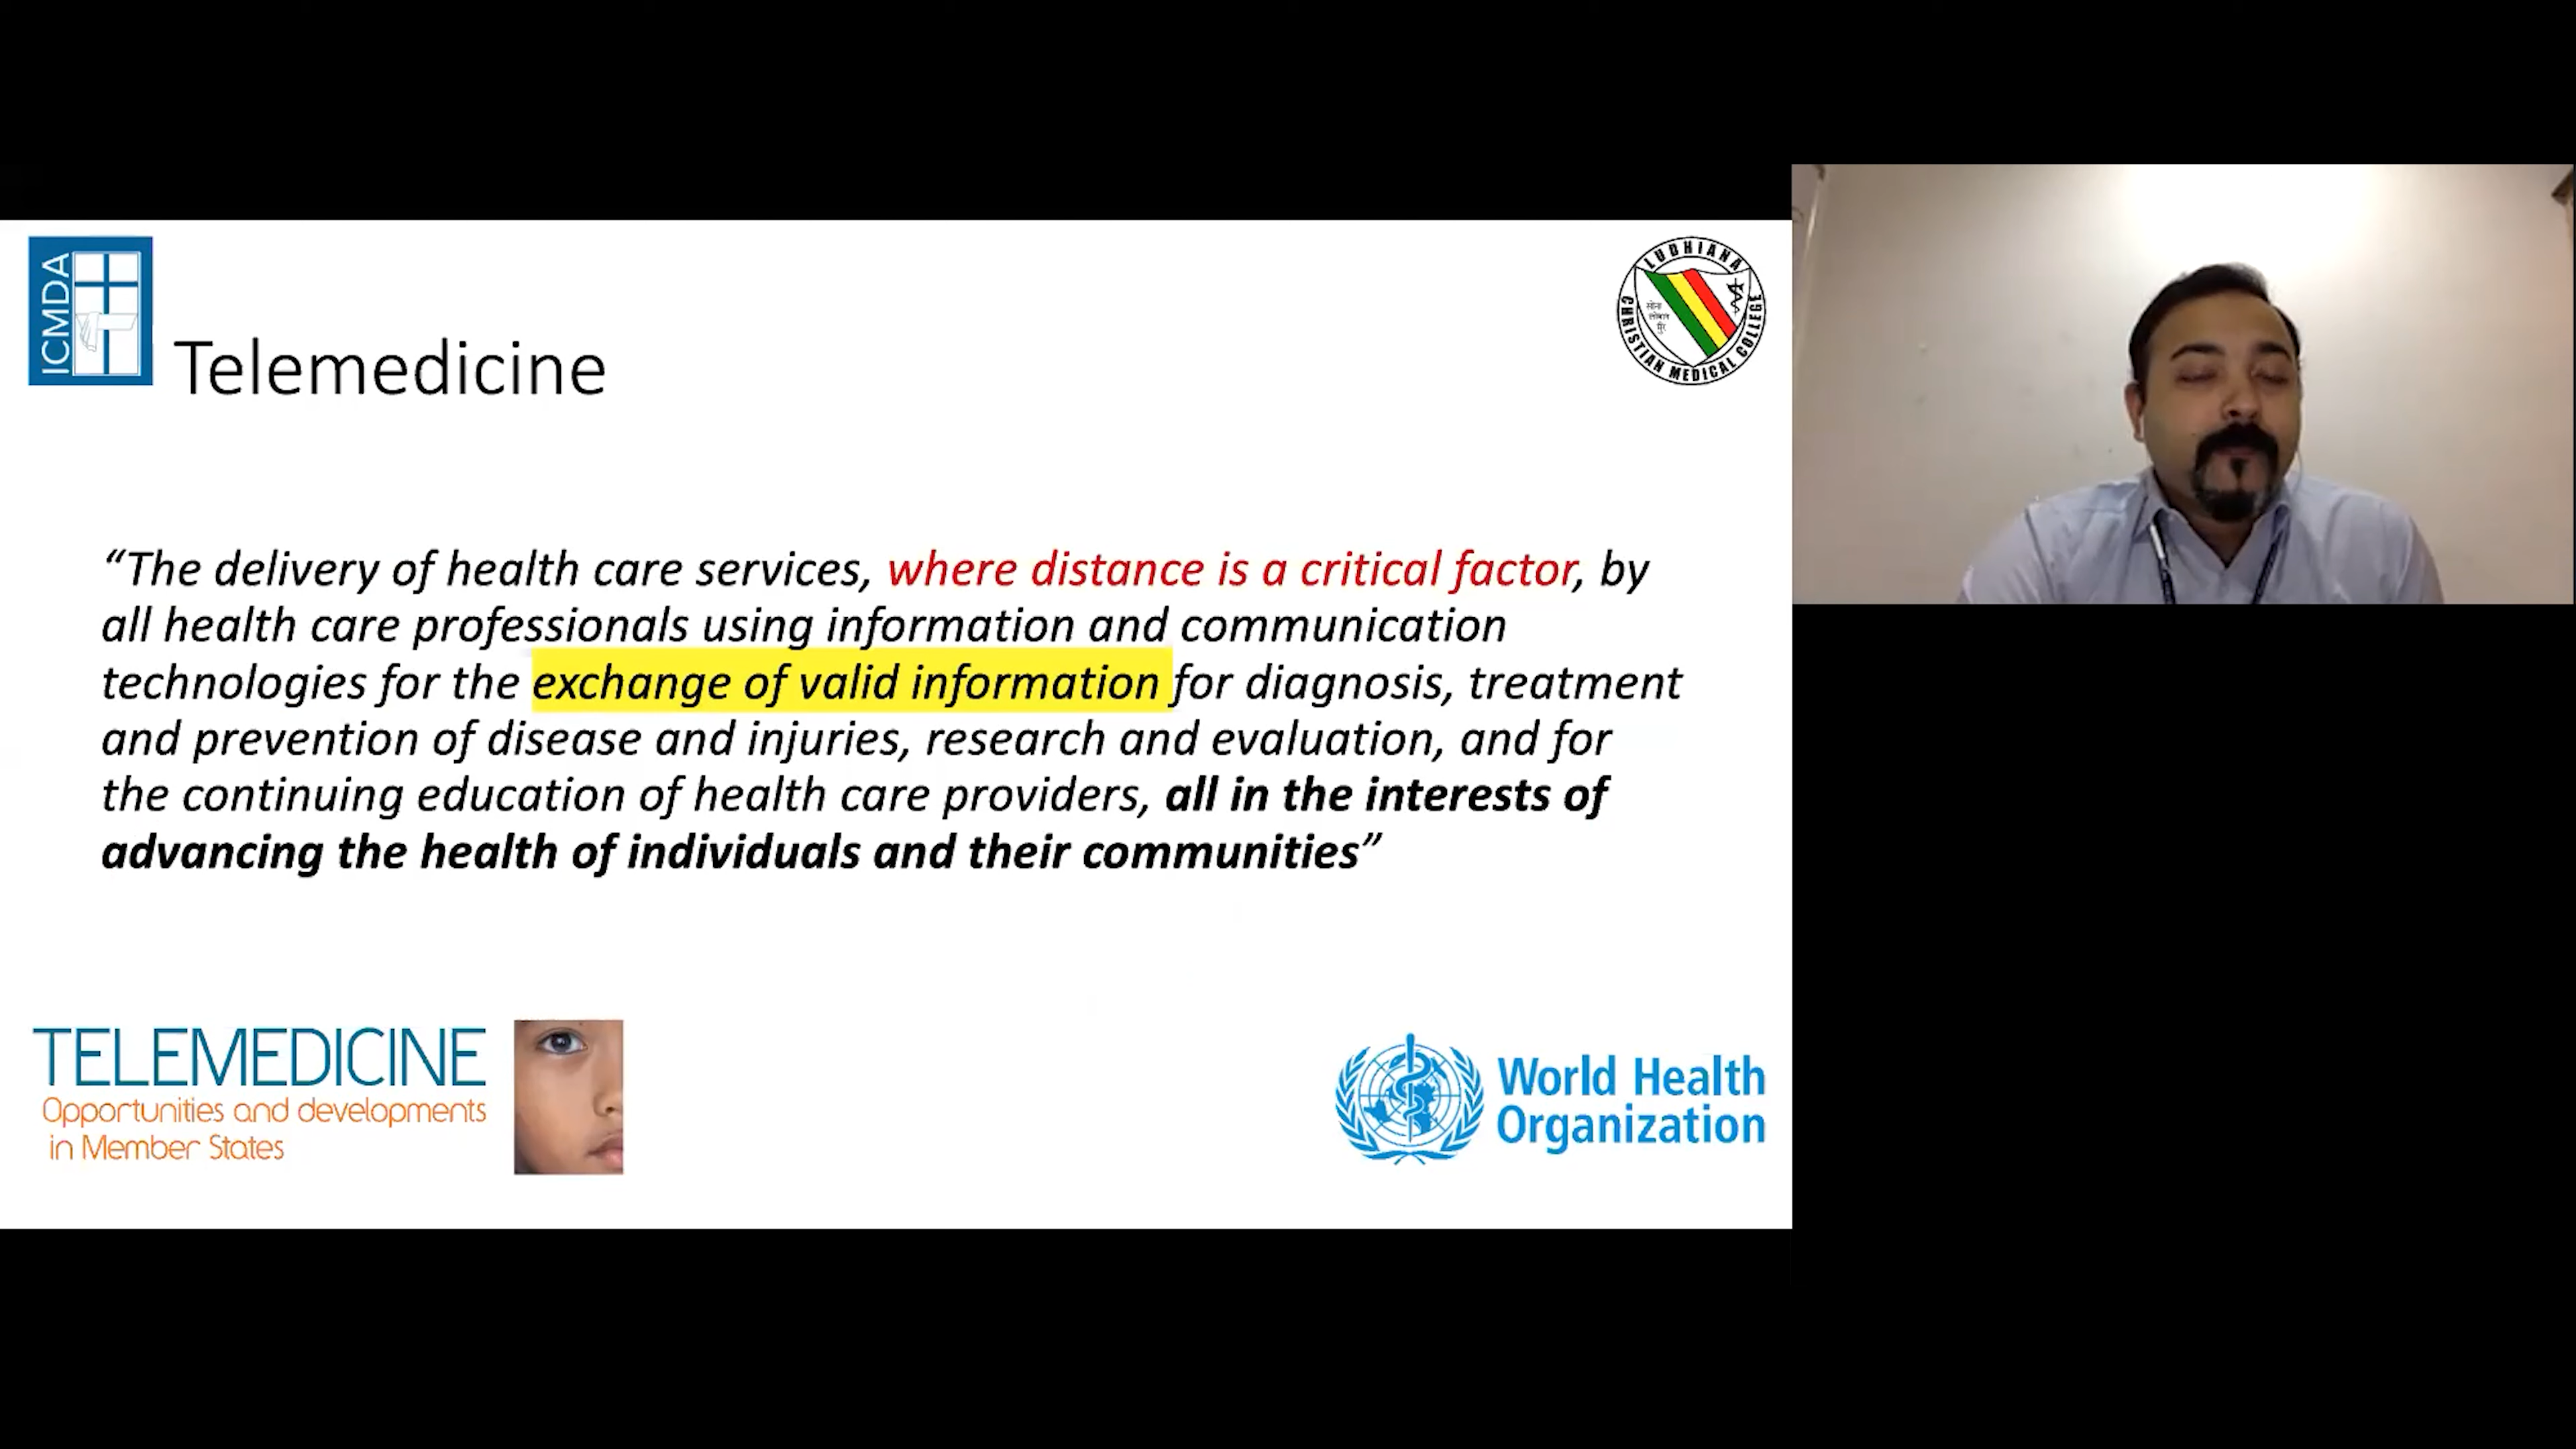 ICMDA
LUDHIANA
CHRISTIAN MEDICAL COLLEGE
Telemedicine
“The delivery of health care services, where distance is a critical factor, by
all health care professionals using information and communication
technologies for the exchange of valid information for diagnosis, treatment
and prevention of disease and injuries, research and evaluation, and for
the continuing education of health care providers, all in the interests of
advancing the health of individuals and their communities”
TELEMEDICINE
Opportunities and developments
in Member States
World Health
Organization